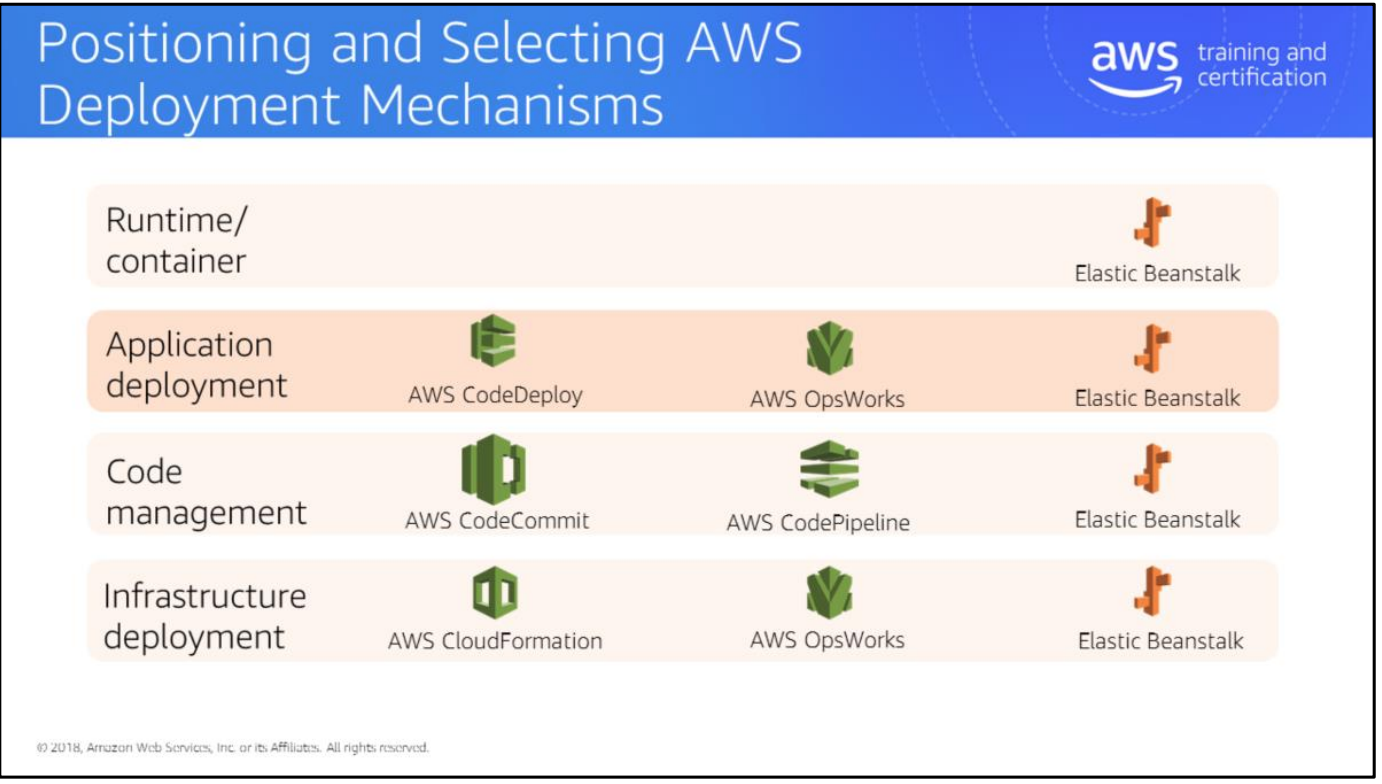 Positioning and Selecting AWS
Deployment Mechanisms
aws training and
certification
Runtime/
container
Elastic Beanstalk
Application
deployment
AWS CodeDeploy
AWS OpsWorks
Elastic Beanstalk
Code
management
AWS CodeCommit
AWS CodePipeline
Elastic Beanstalk
Infrastructure
deployment
AWS CloudFormation
AWS OpsWorks
Elastic Beanstalk
© 2018, Amazon Web Services, Inc. or its Affiliates. All rights reserved.